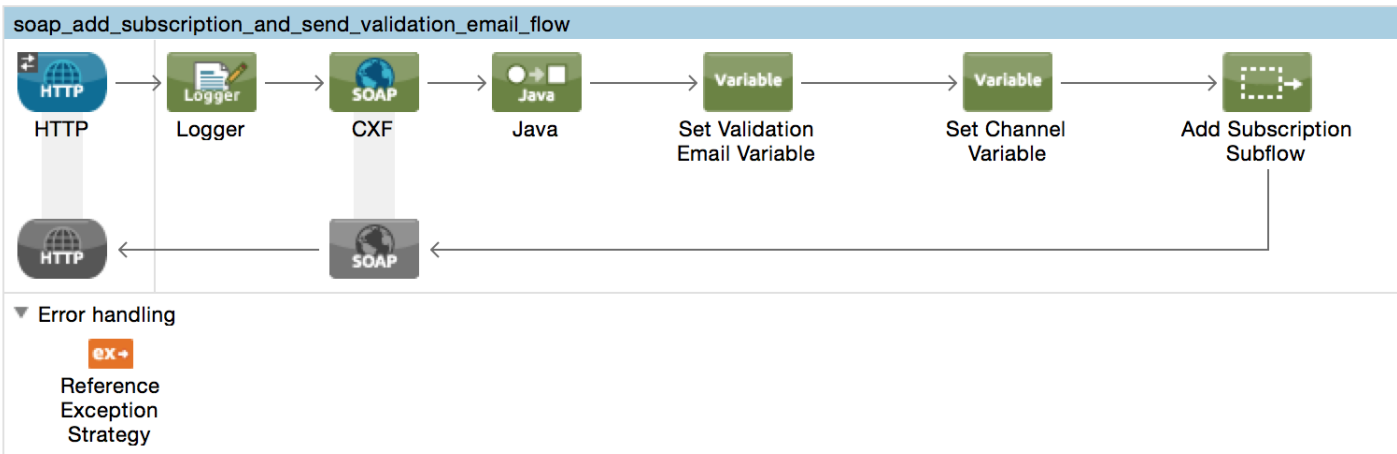 soap_add_subscription_and_send_validation_email_flow
HTTP
Logger
SOAP
Java
Variable
Variable
HTTP
Logger
CXF
Java
Set Validation
Email Variable
Set Channel
Variable
Add Subscription
Subflow
HTTP
SOAP
Error handling
ex
Reference
Exception
Strategy